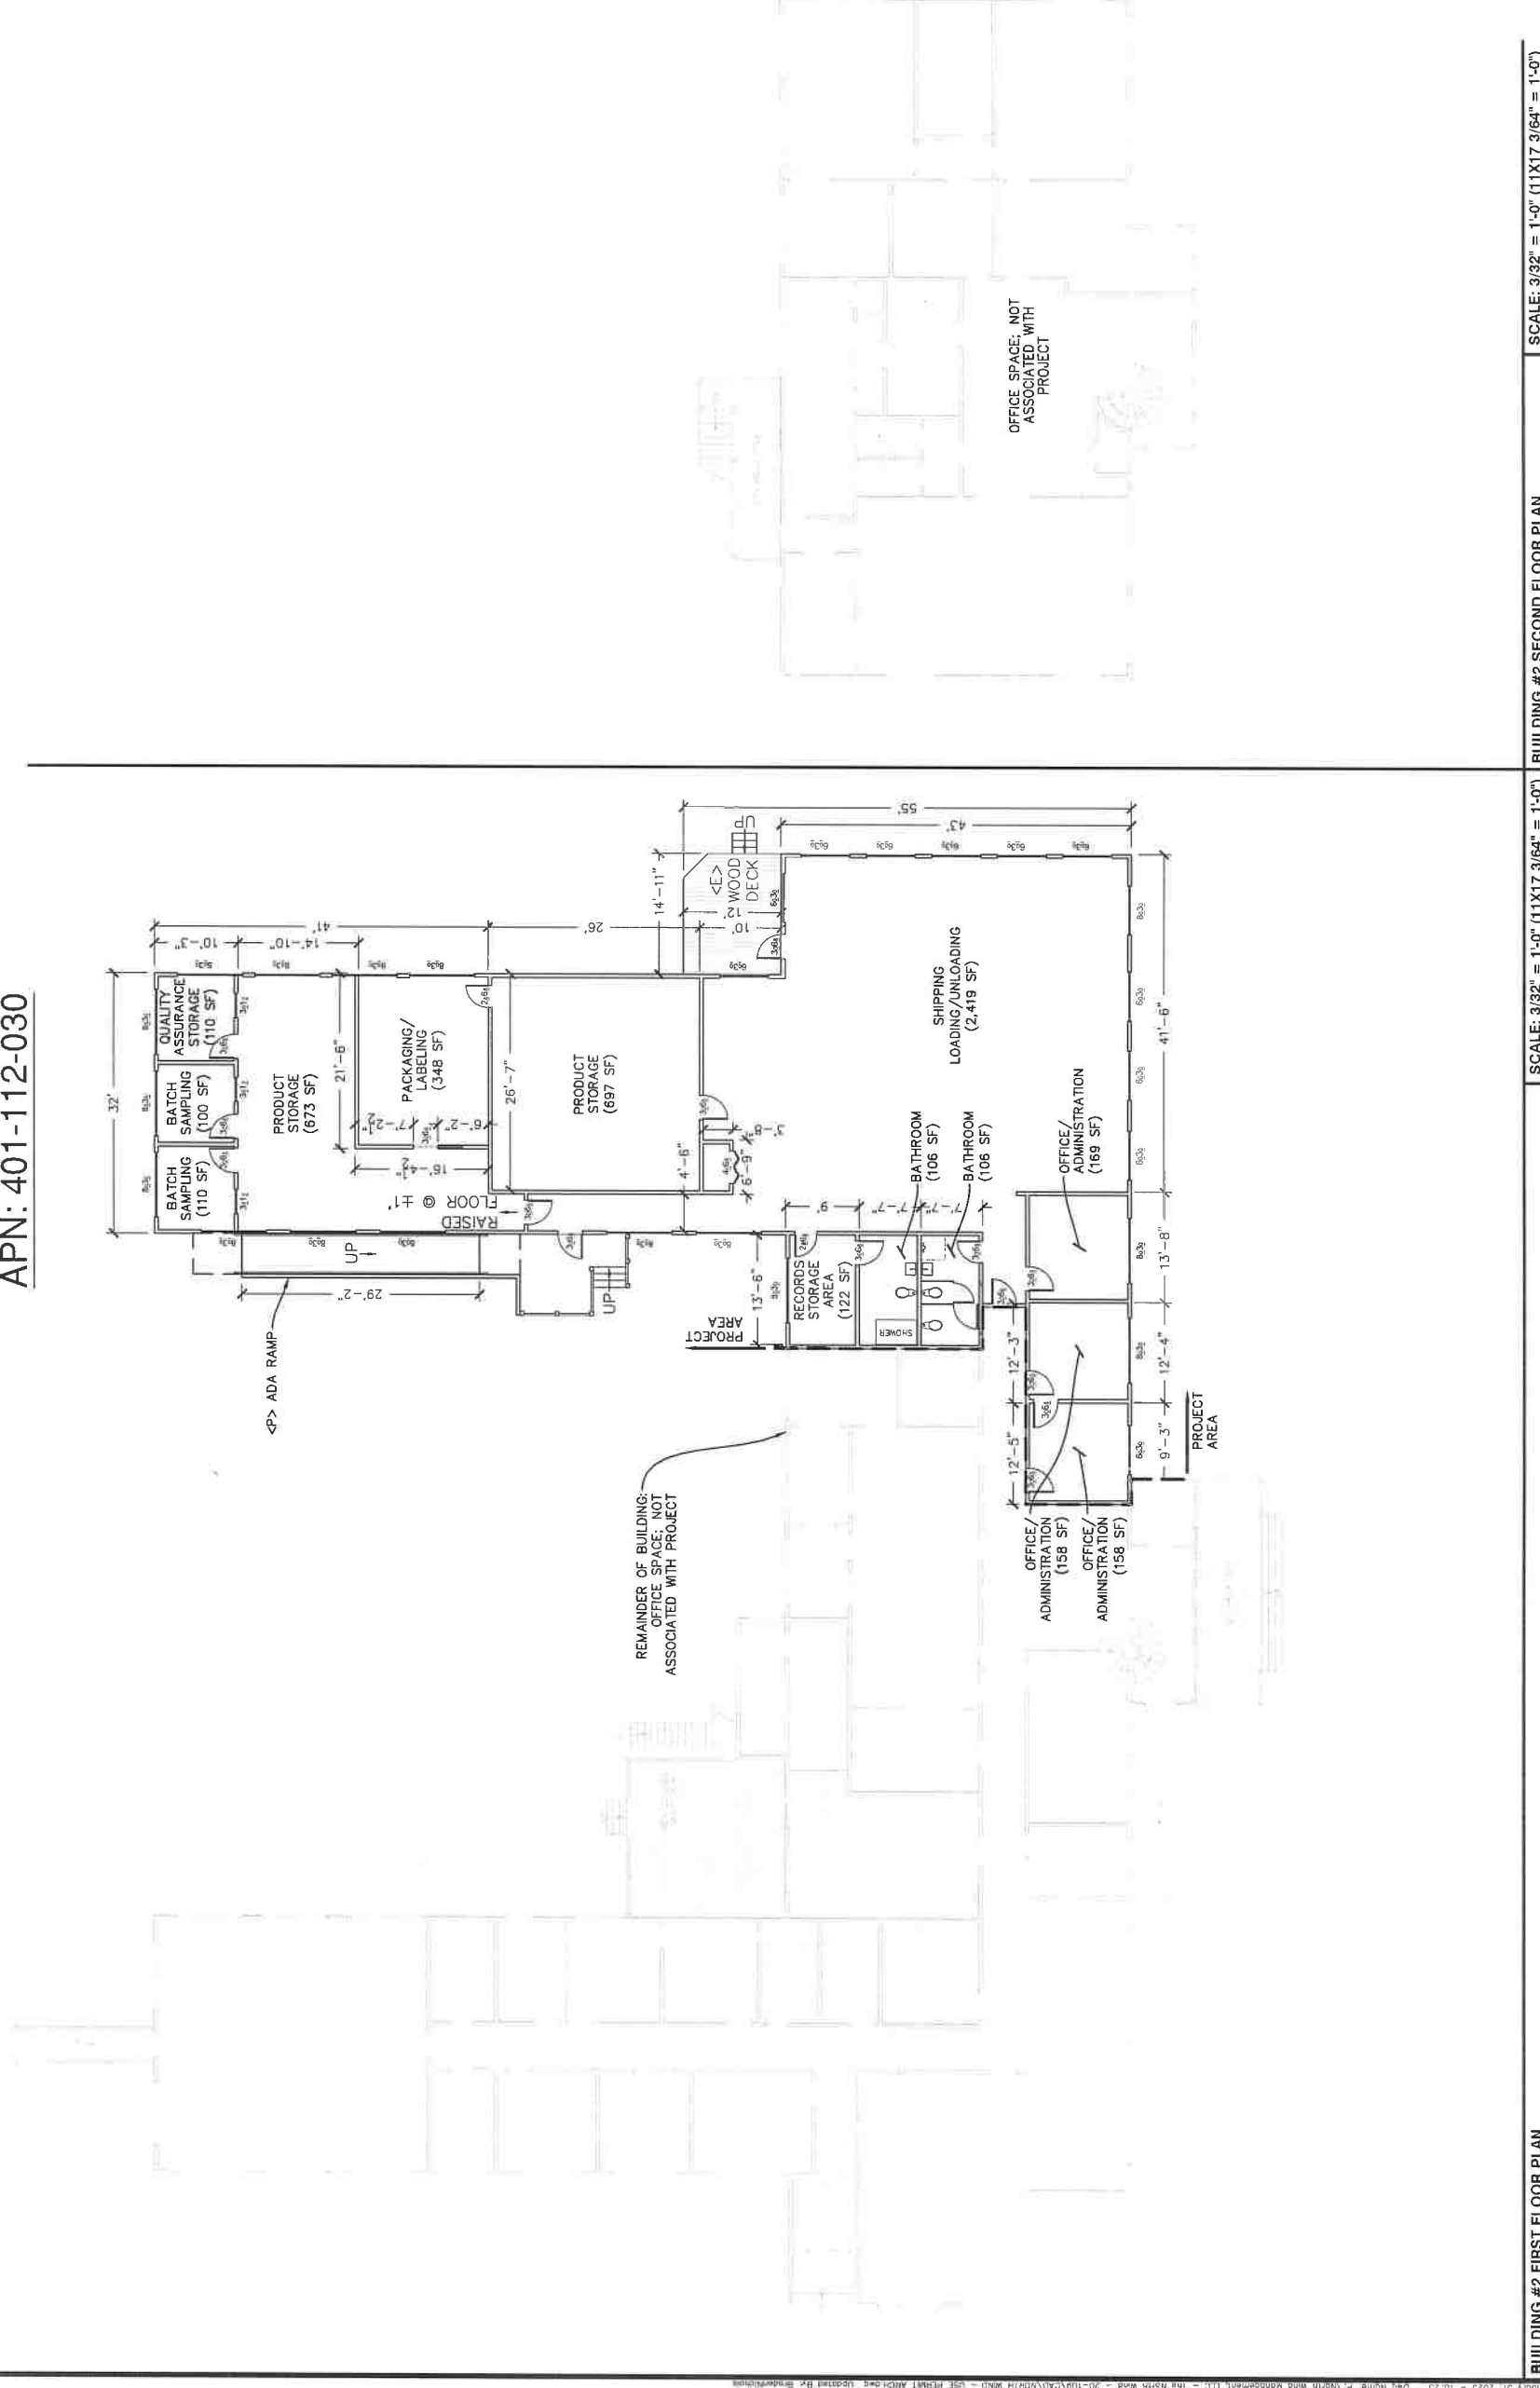 APN: 401-112-030
32'
10'-3"
14'-10"
41'
QUALITY
ASSURANCE
STORAGE
(110 SF)
BATCH
SAMPLING
(100 SF)
BATCH
SAMPLING
(110 SF)
PRODUCT
STORAGE
(673 SF)
21'-6"
PACKAGING/
LABELING
(348 SF)
7'-2½"
6'-2"
16'-4½"
RAISED
FLOOR @ ±1'
UP
29'-2"
<P> ADA RAMP
26'-7"
26'
PRODUCT
STORAGE
(697 SF)
4'-6"
6'-9"
UP
14'-11"
<E>
WOOD
DECK
UP
12'
10'
55'
43'
SHIPPING
LOADING/UNLOADING
(2,419 SF)
41'-6"
PROJECT
AREA
13'-6"
9'
7'-7"
7'-7"
RECORDS
STORAGE
AREA
(122 SF)
SHOWER
BATHROOM
(106 SF)
BATHROOM
(106 SF)
OFFICE/
ADMINISTRATION
(169 SF)
13'-8"
12'-3"
12'-4"
12'-5"
9'-3"
PROJECT
AREA
OFFICE/
ADMINISTRATION
(158 SF)
OFFICE/
ADMINISTRATION
(158 SF)
REMAINDER OF BUILDING:
OFFICE SPACE; NOT
ASSOCIATED WITH PROJECT
OFFICE SPACE; NOT
ASSOCIATED WITH
PROJECT
BUILDING #2 FIRST FLOOR PLAN
SCALE: 3/32" = 1'-0" (11X17 3/64" = 1'-0")
BUILDING #2 SECOND FLOOR PLAN
SCALE: 3/32" = 1'-0" (11X17 3/64" = 1'-0")